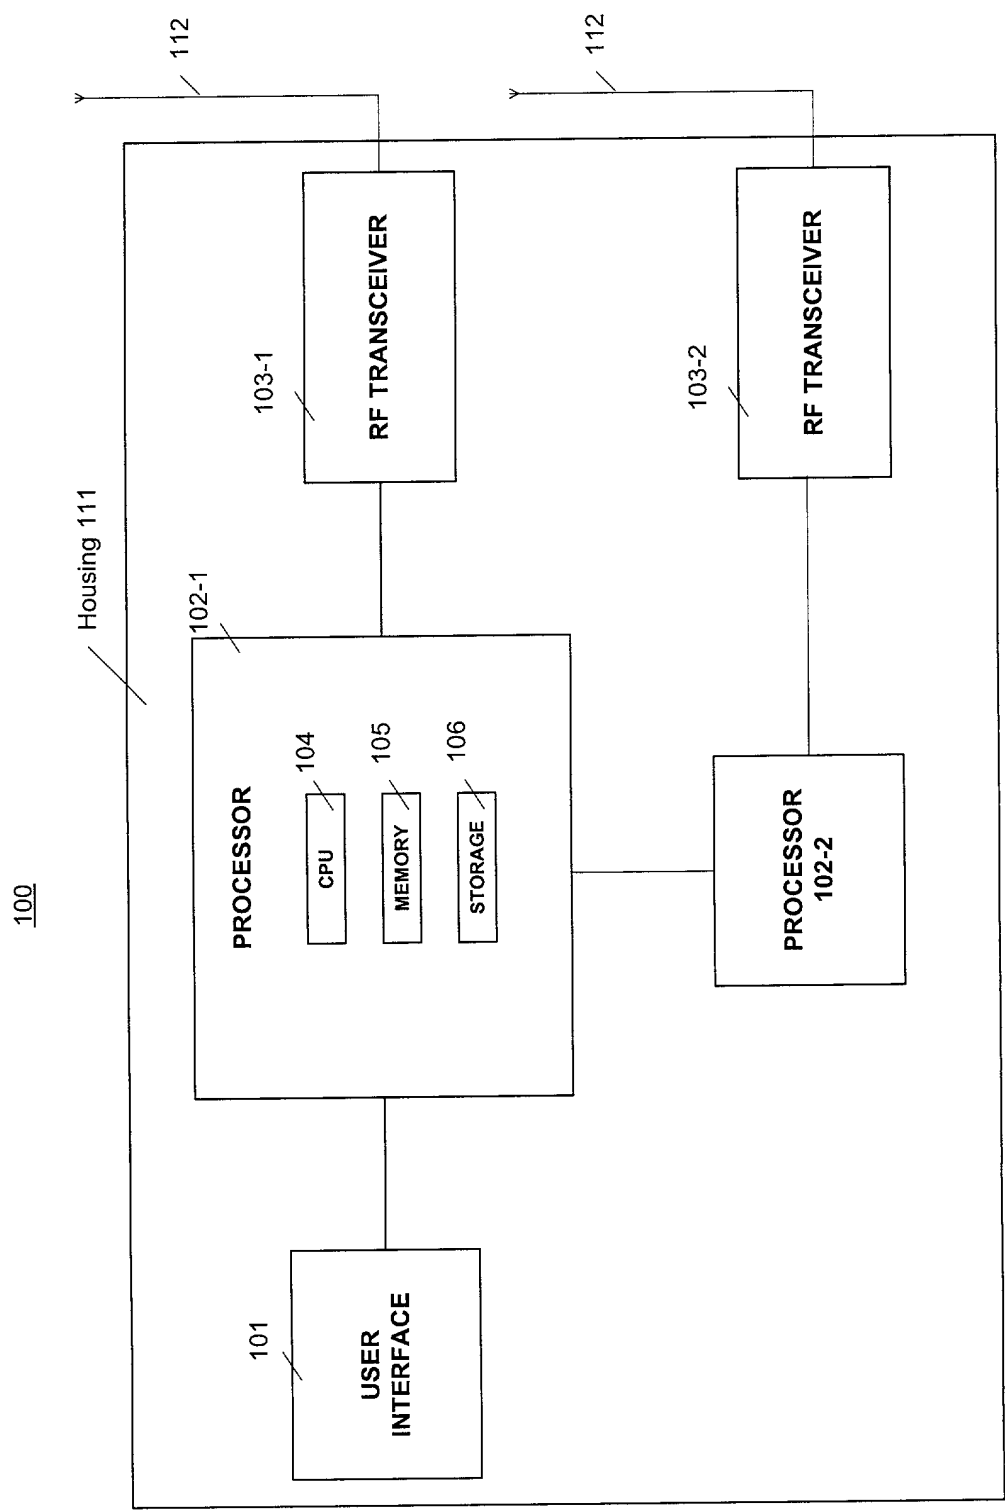 100
Housing 111
112
112
101
USER
INTERFACE
102-1
PROCESSOR
104
CPU
105
MEMORY
106
STORAGE
103-1
RF TRANSCEIVER
PROCESSOR
102-2
103-2
RF TRANSCEIVER